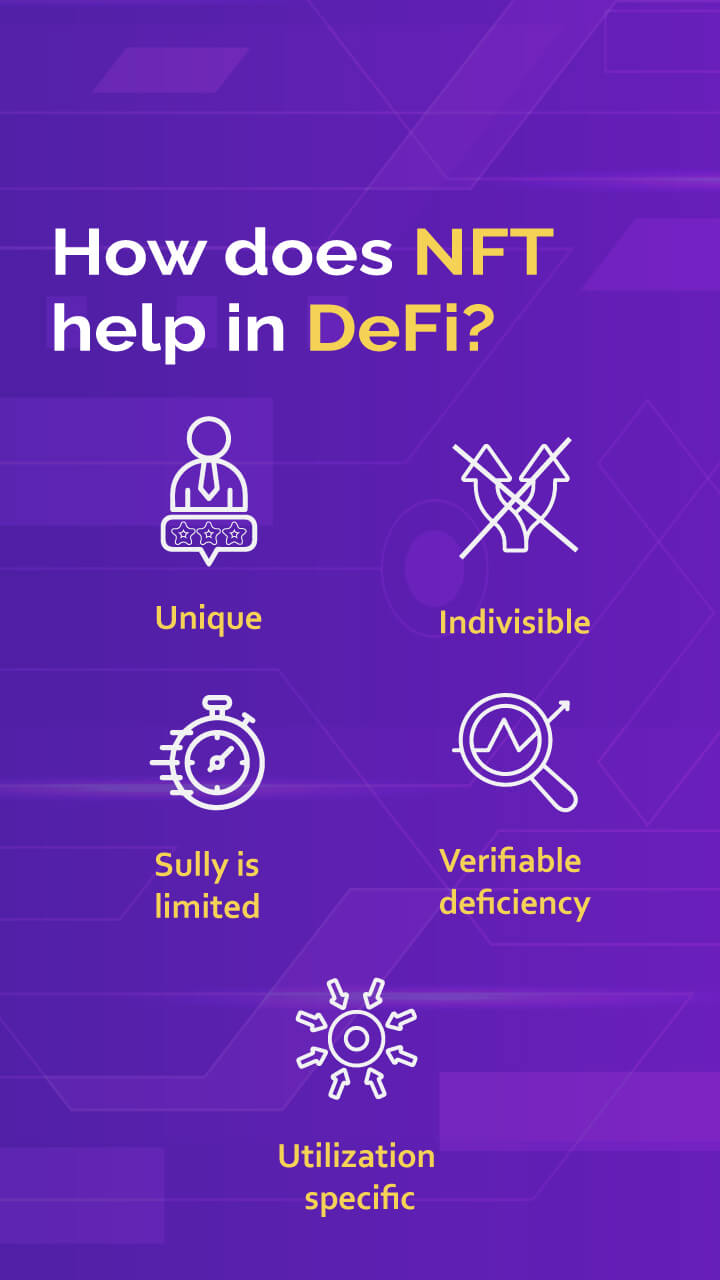 How does NFT
help in DeFi?
Unique
Indivisible
Sully is
limited
Verifiable
deficiency
Utilization
specific